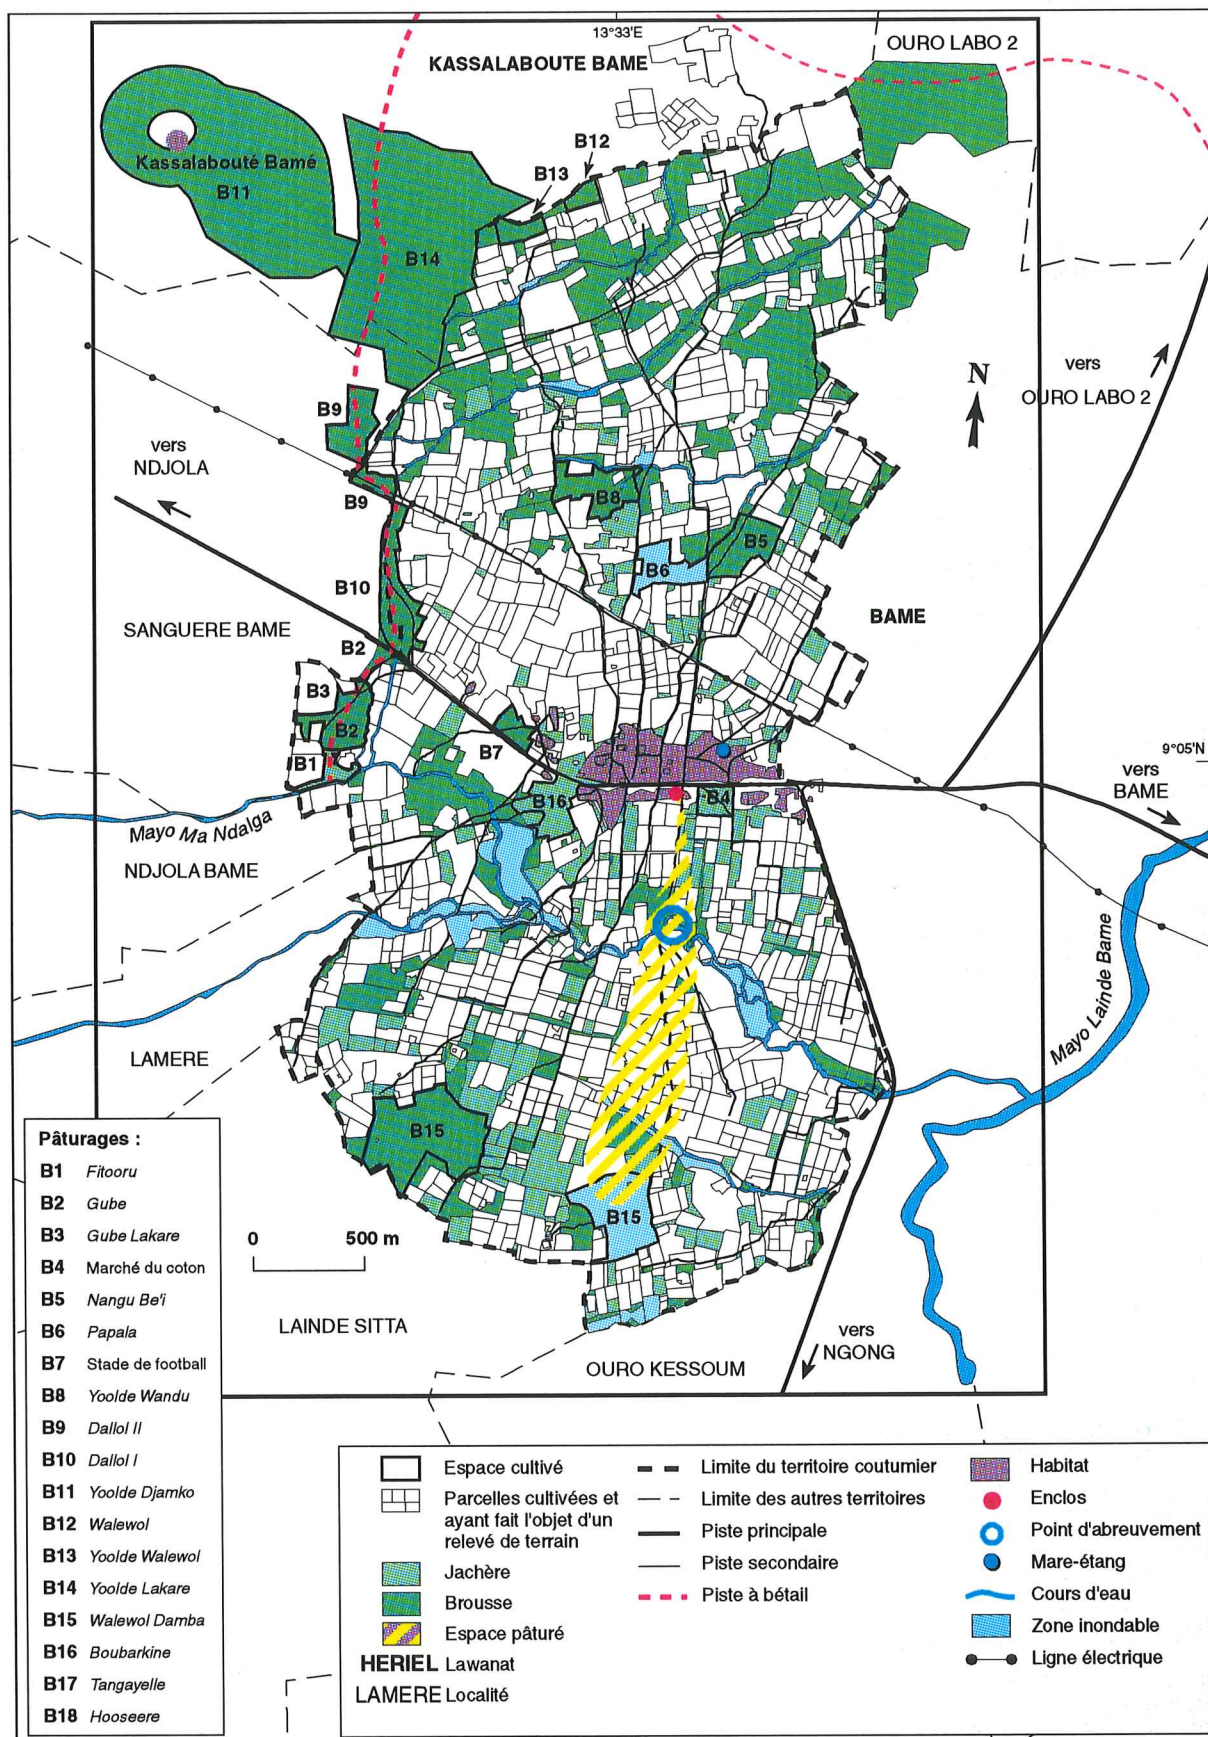 13°33'E
OURO LABO 2
KASSALABOUTE BAME
B12
B13
Kassalabouté Bamé
B11
B14
N
vers
OURO LABO 2
B9
vers
NDJOLA
B9
B8
B5
B6
B10
SANGUERE BAME
BAME
B2
B3
B2
B7
B1
9°05'N
vers
BAME
B16
B4
Mayo Ma Ndalga
NDJOLA BAME
Mayo Lainde Bame
LAMERE
B15
B15
0 500 m
LAINDE SITTA
vers
NGONG
OURO KESSOUM
Pâturages :
B1 Fitooru
B2 Gube
B3 Gube Lakare
B4 Marché du coton
B5 Nangu Be'i
B6 Papala
B7 Stade de football
B8 Yoolde Wandu
B9 Dallol II
B10 Dallol I
B11 Yoolde Djamko
B12 Walewol
B13 Yoolde Walewol
B14 Yoolde Lakare
B15 Walewol Damba
B16 Boubarkine
B17 Tangayelle
B18 Hooseere
Espace cultivé
Parcelles cultivées et
ayant fait l'objet d'un
relevé de terrain
Jachère
Brousse
Espace pâturé
HERIEL Lawanat
LAMERE Localité
Limite du territoire coutumier
Limite des autres territoires
Piste principale
Piste secondaire
Piste à bétail
Habitat
Enclos
Point d'abreuvement
Mare-étang
Cours d'eau
Zone inondable
Ligne électrique